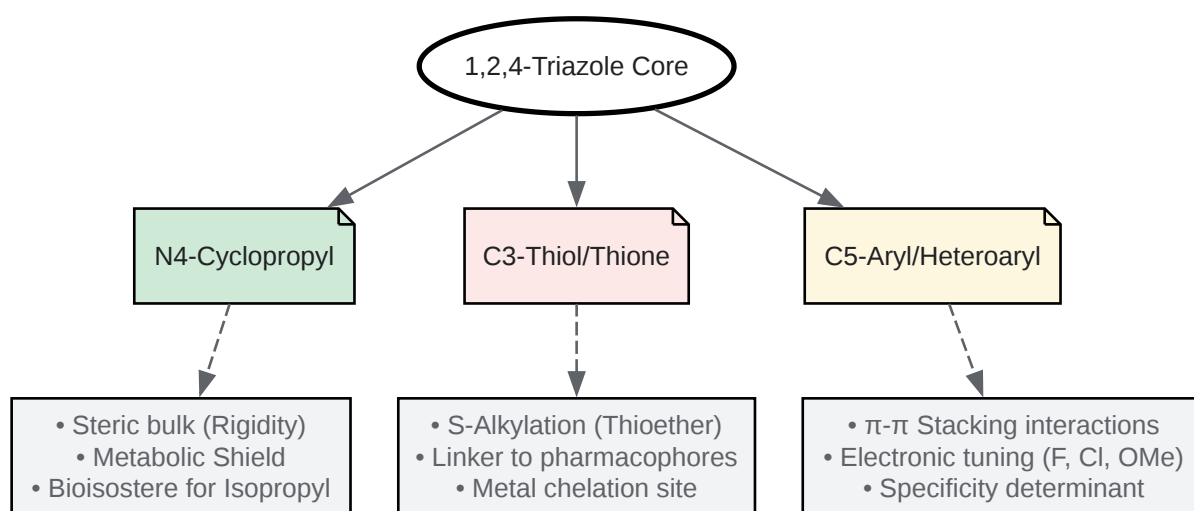 1,2,4-Triazole Core
N4-Cyclopropyl
C3-Thiol/Thione
C5-Aryl/Heteroaryl
• Steric bulk (Rigidity)
• Metabolic Shield
• Bioisostere for Isopropyl
• S-Alkylation (Thioether)
• Linker to pharmacophores
• Metal chelation site
• π-π Stacking interactions
• Electronic tuning (F, Cl, OMe)
• Specificity determinant